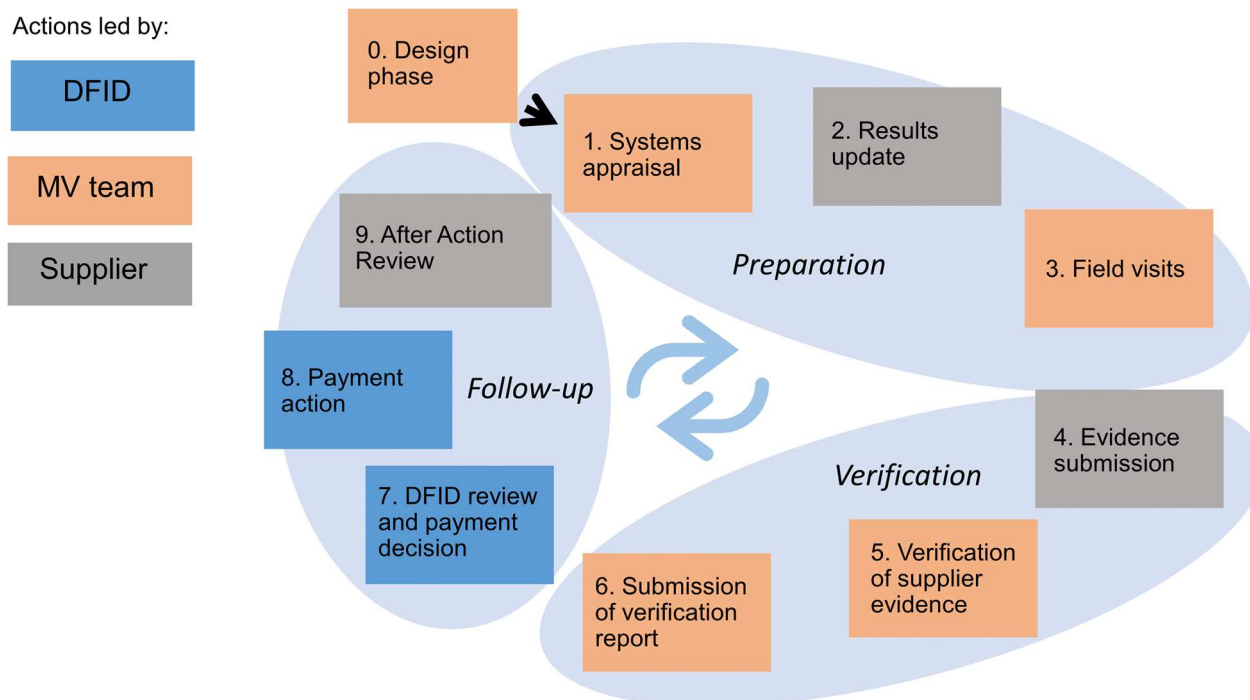 Actions led by:
DFID
MV team
Supplier
0. Design
phase
1. Systems
appraisal
2. Results
update
3. Field visits
Preparation
4. Evidence
submission
Verification
5. Verification
of supplier
evidence
6. Submission
of verification
report
7. DFID review
and payment
decision
8. Payment
action
Follow-up
9. After Action
Review